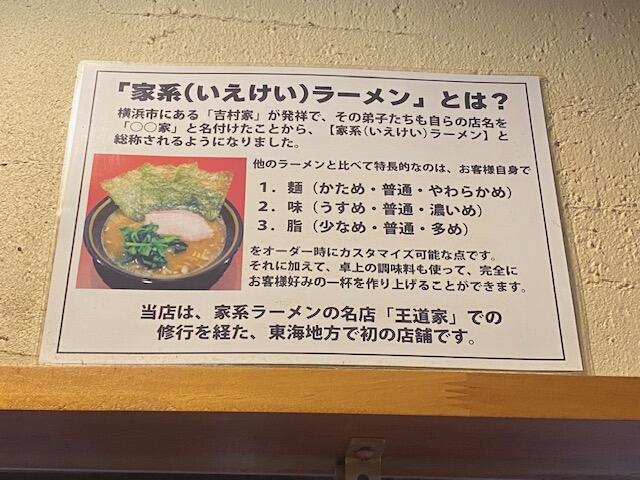 「家系(いえけい)ラーメン」とは？
横浜市にある「吉村家」が発祥で、その弟子たちも自らの店名を
「○○家」と名付けたことから、【家系(いえけい)ラーメン】と
総称されるようになりました。
他のラーメンと比べて特長的なのは、お客様自身で
1．麺（かため・普通・やわらかめ）
2．味（うすめ・普通・濃いめ）
3．脂（少なめ・普通・多め）
をオーダー時にカスタマイズ可能な点です。
それに加えて、卓上の調味料も使って、完全に
お客様好みの一杯を作り上げることができます。
当店は、家系ラーメンの名店「王道家」での
修行を経た、東海地方で初の店舗です。